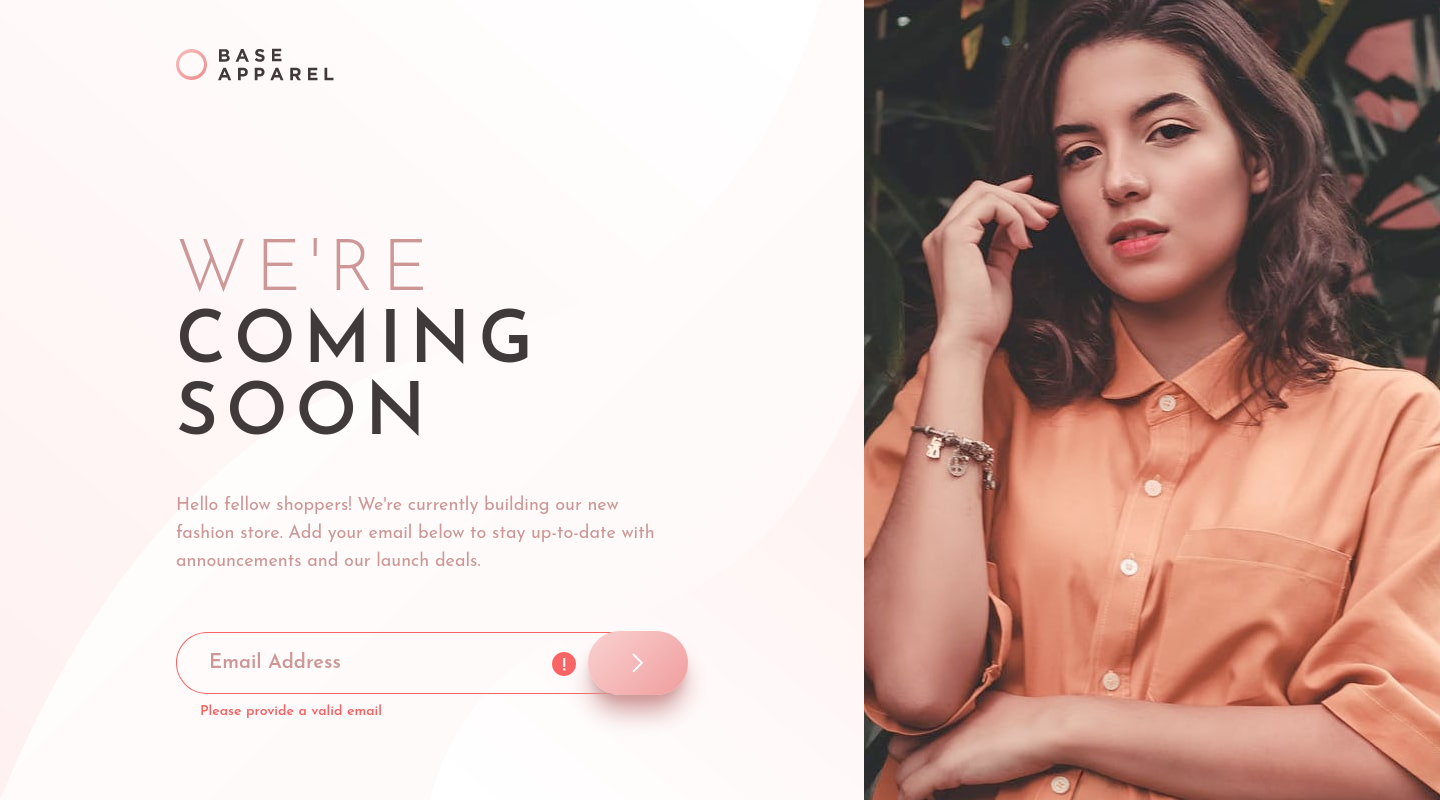 BASE
APPAREL
WE'RE
COMING
SOON
Hello fellow shoppers! We're currently building our new
fashion store. Add your email below to stay up-to-date with
announcements and our launch deals.
Email Address
!
Please provide a valid email